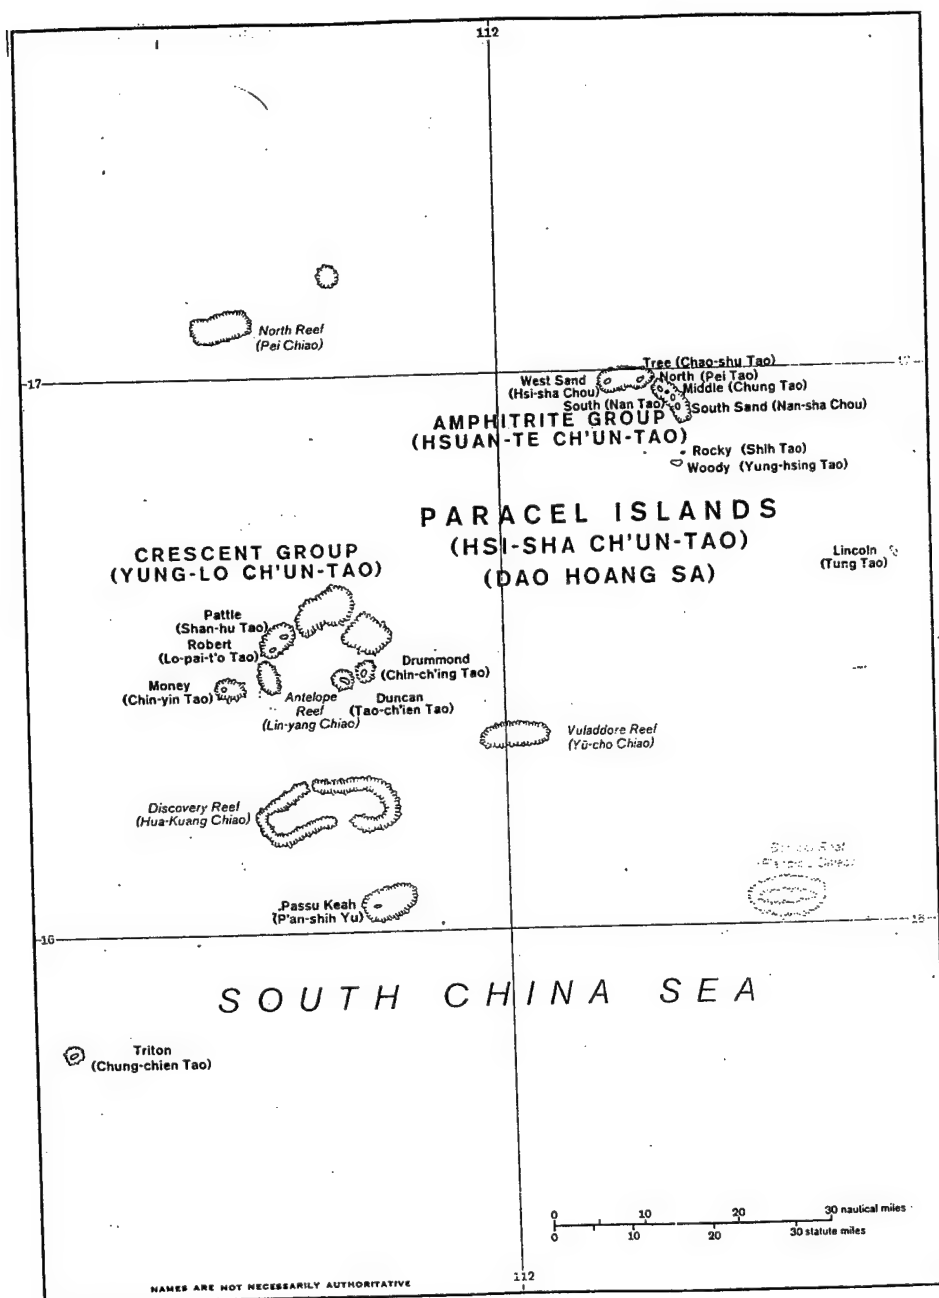 112
North Reef
(Pei Chiao)
17
Tree (Chao-shu Tao)
North (Pei Tao)
West Sand
(Hsi-sha Chou)
Middle (Chung Tao)
South (Nan Tao)
South Sand (Nan-sha Chou)
AMPHITRITE GROUP
(HSUAN-TE CH'UN-TAO)
Rocky (Shih Tao)
Woody (Yung-hsing Tao)
PARACEL ISLANDS
(HSI-SHA CH'UN-TAO)
(DAO HOANG SA)
Lincoln
(Tung Tao)
CRESCENT GROUP
(YUNG-LO CH'UN-TAO)
Pattle
(Shan-hu Tao)
Robert
(Lo-pai-t'o Tao)
Money
(Chin-yin Tao)
Antelope
Reef
(Lin-yang Chiao)
Drummond
(Chin-ch'ing Tao)
Duncan
(Tao-ch'ien Tao)
Vuladdore Reef
(Yü-cho Chiao)
Discovery Reef
(Hua-Kuang Chiao)
Passu Keah
(P'an-shih Yu)
16
16
SOUTH CHINA SEA
Triton
(Chung-chien Tao)
0 10 20 30 nautical miles
0 10 20 30 statute miles
112
NAMES ARE NOT NECESSARILY AUTHORITATIVE